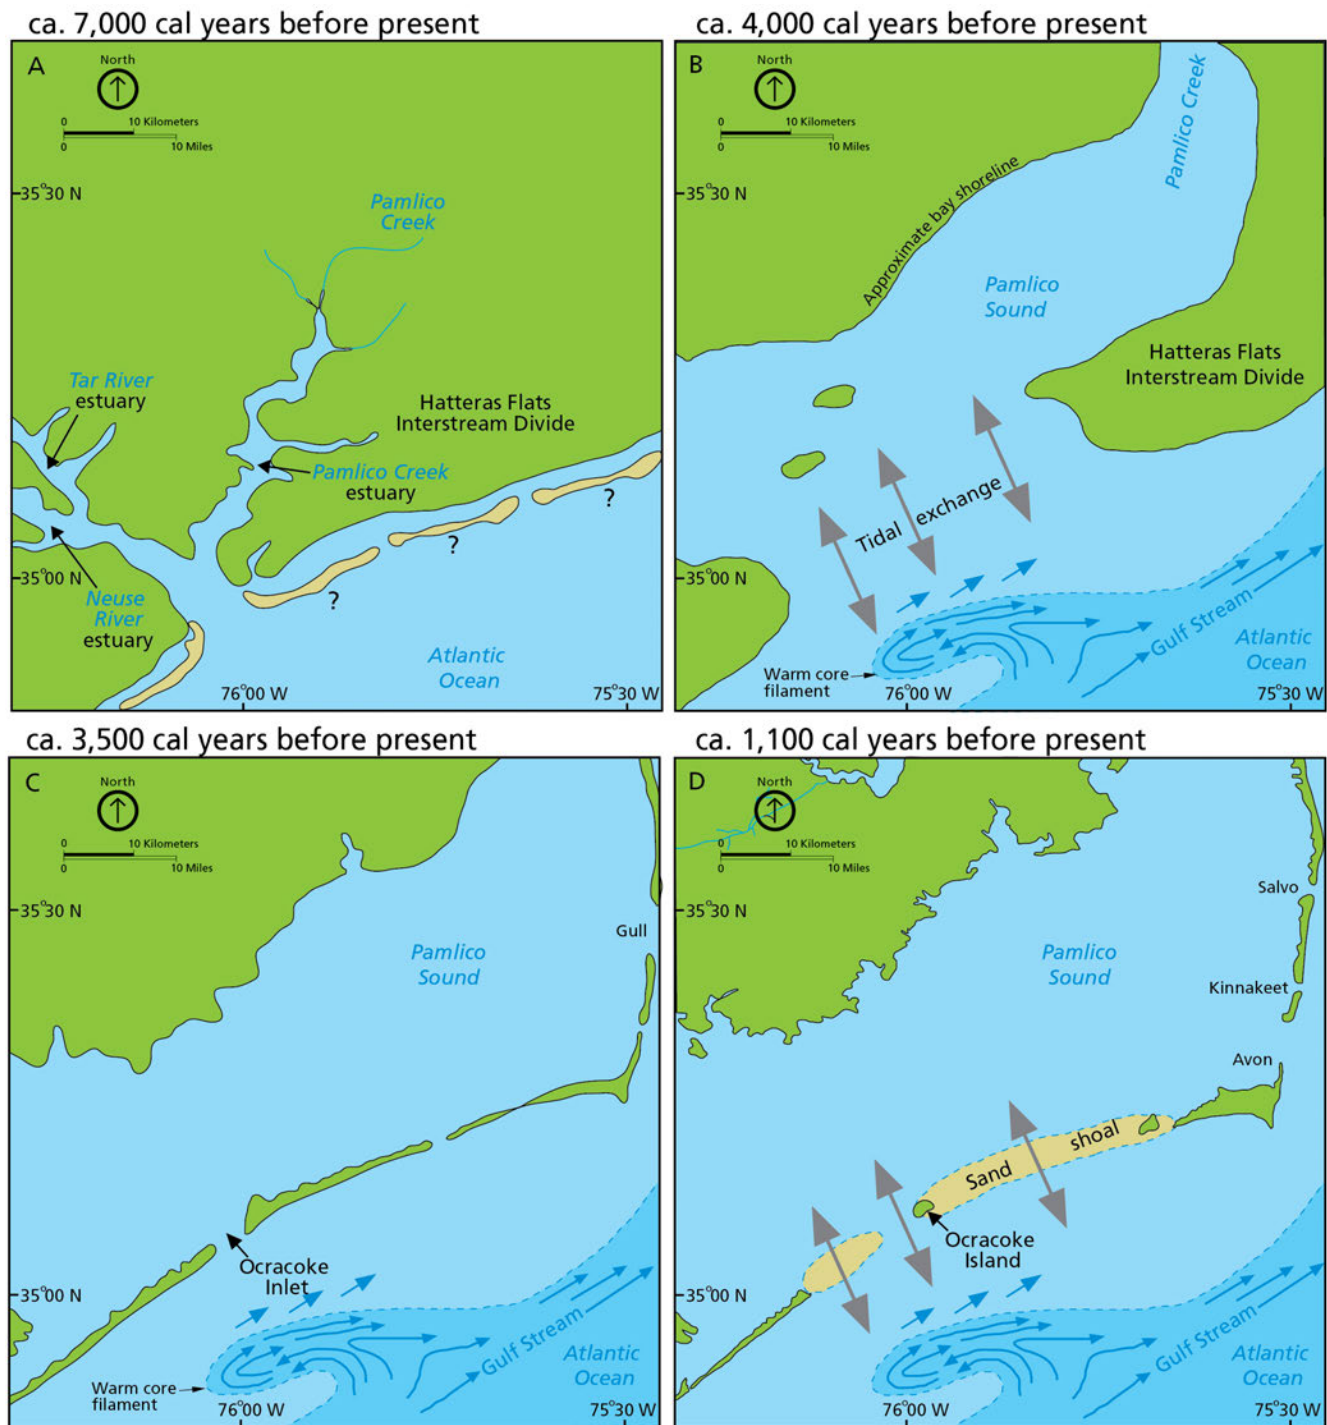 ca. 7,000 cal years before present
A
North
0 10 Kilometers
0 10 Miles
35°30 N
Pamlico
Creek
Tar River
estuary
Hatteras Flats
Interstream Divide
Pamlico Creek
estuary
?
?
?
35°00 N
Neuse
River
estuary
Atlantic
Ocean
76°00 W
75°30 W
ca. 4,000 cal years before present
B
North
0 10 Kilometers
0 10 Miles
Pamlico Creek
35°30 N
Approximate bay shoreline
Pamlico
Sound
Hatteras Flats
Interstream Divide
Tidal exchange
35°00 N
Gulf Stream
Atlantic
Ocean
Warm core
filament
76°00 W
75°30 W
ca. 3,500 cal years before present
C
North
0 10 Kilometers
0 10 Miles
35°30 N
Gull
Pamlico
Sound
Ocracoke
Inlet
35°00 N
Gulf Stream
Atlantic
Ocean
Warm core
filament
76°00 W
75°30 W
ca. 1,100 cal years before present
D
North
0 10 Kilometers
0 10 Miles
Salvo
35°30 N
Pamlico
Sound
Kinnakeet
Avon
Sand shoal
Ocracoke
Island
35°00 N
Gulf Stream
Atlantic
Ocean
Warm core
filament
76°00 W
75°30 W